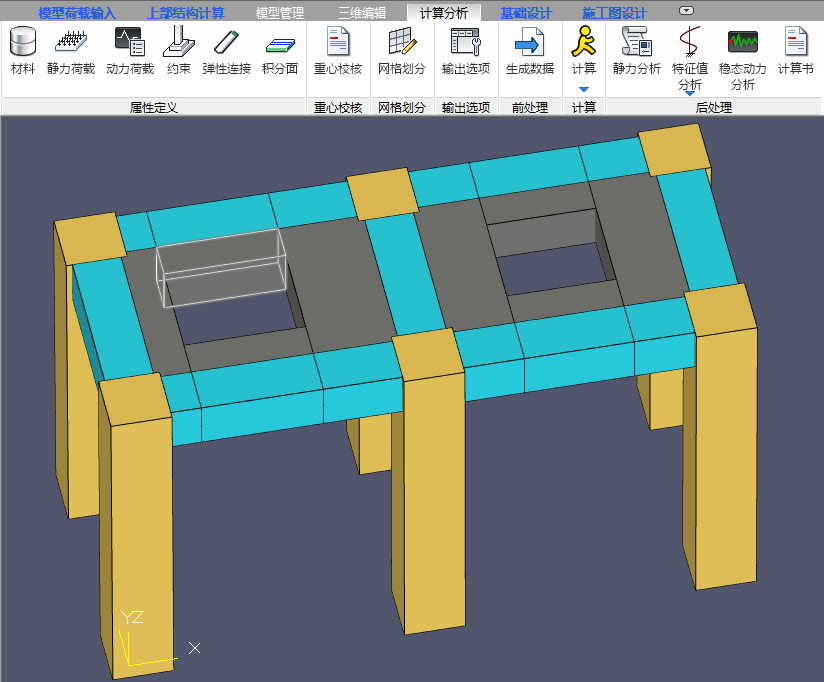 模型荷载输入 上部结构计算 模型管理 三维编辑 计算分析 基础设计 施工图设计
材料 静力荷载 动力荷载 约束 弹性连接 积分面 重心校核 网格划分 输出选项 生成数据 计算 静力分析 特征值分析 稳态动力分析 计算书
属性定义 重心校核 网格划分 输出选项 前处理 计算 后处理
YZ
X